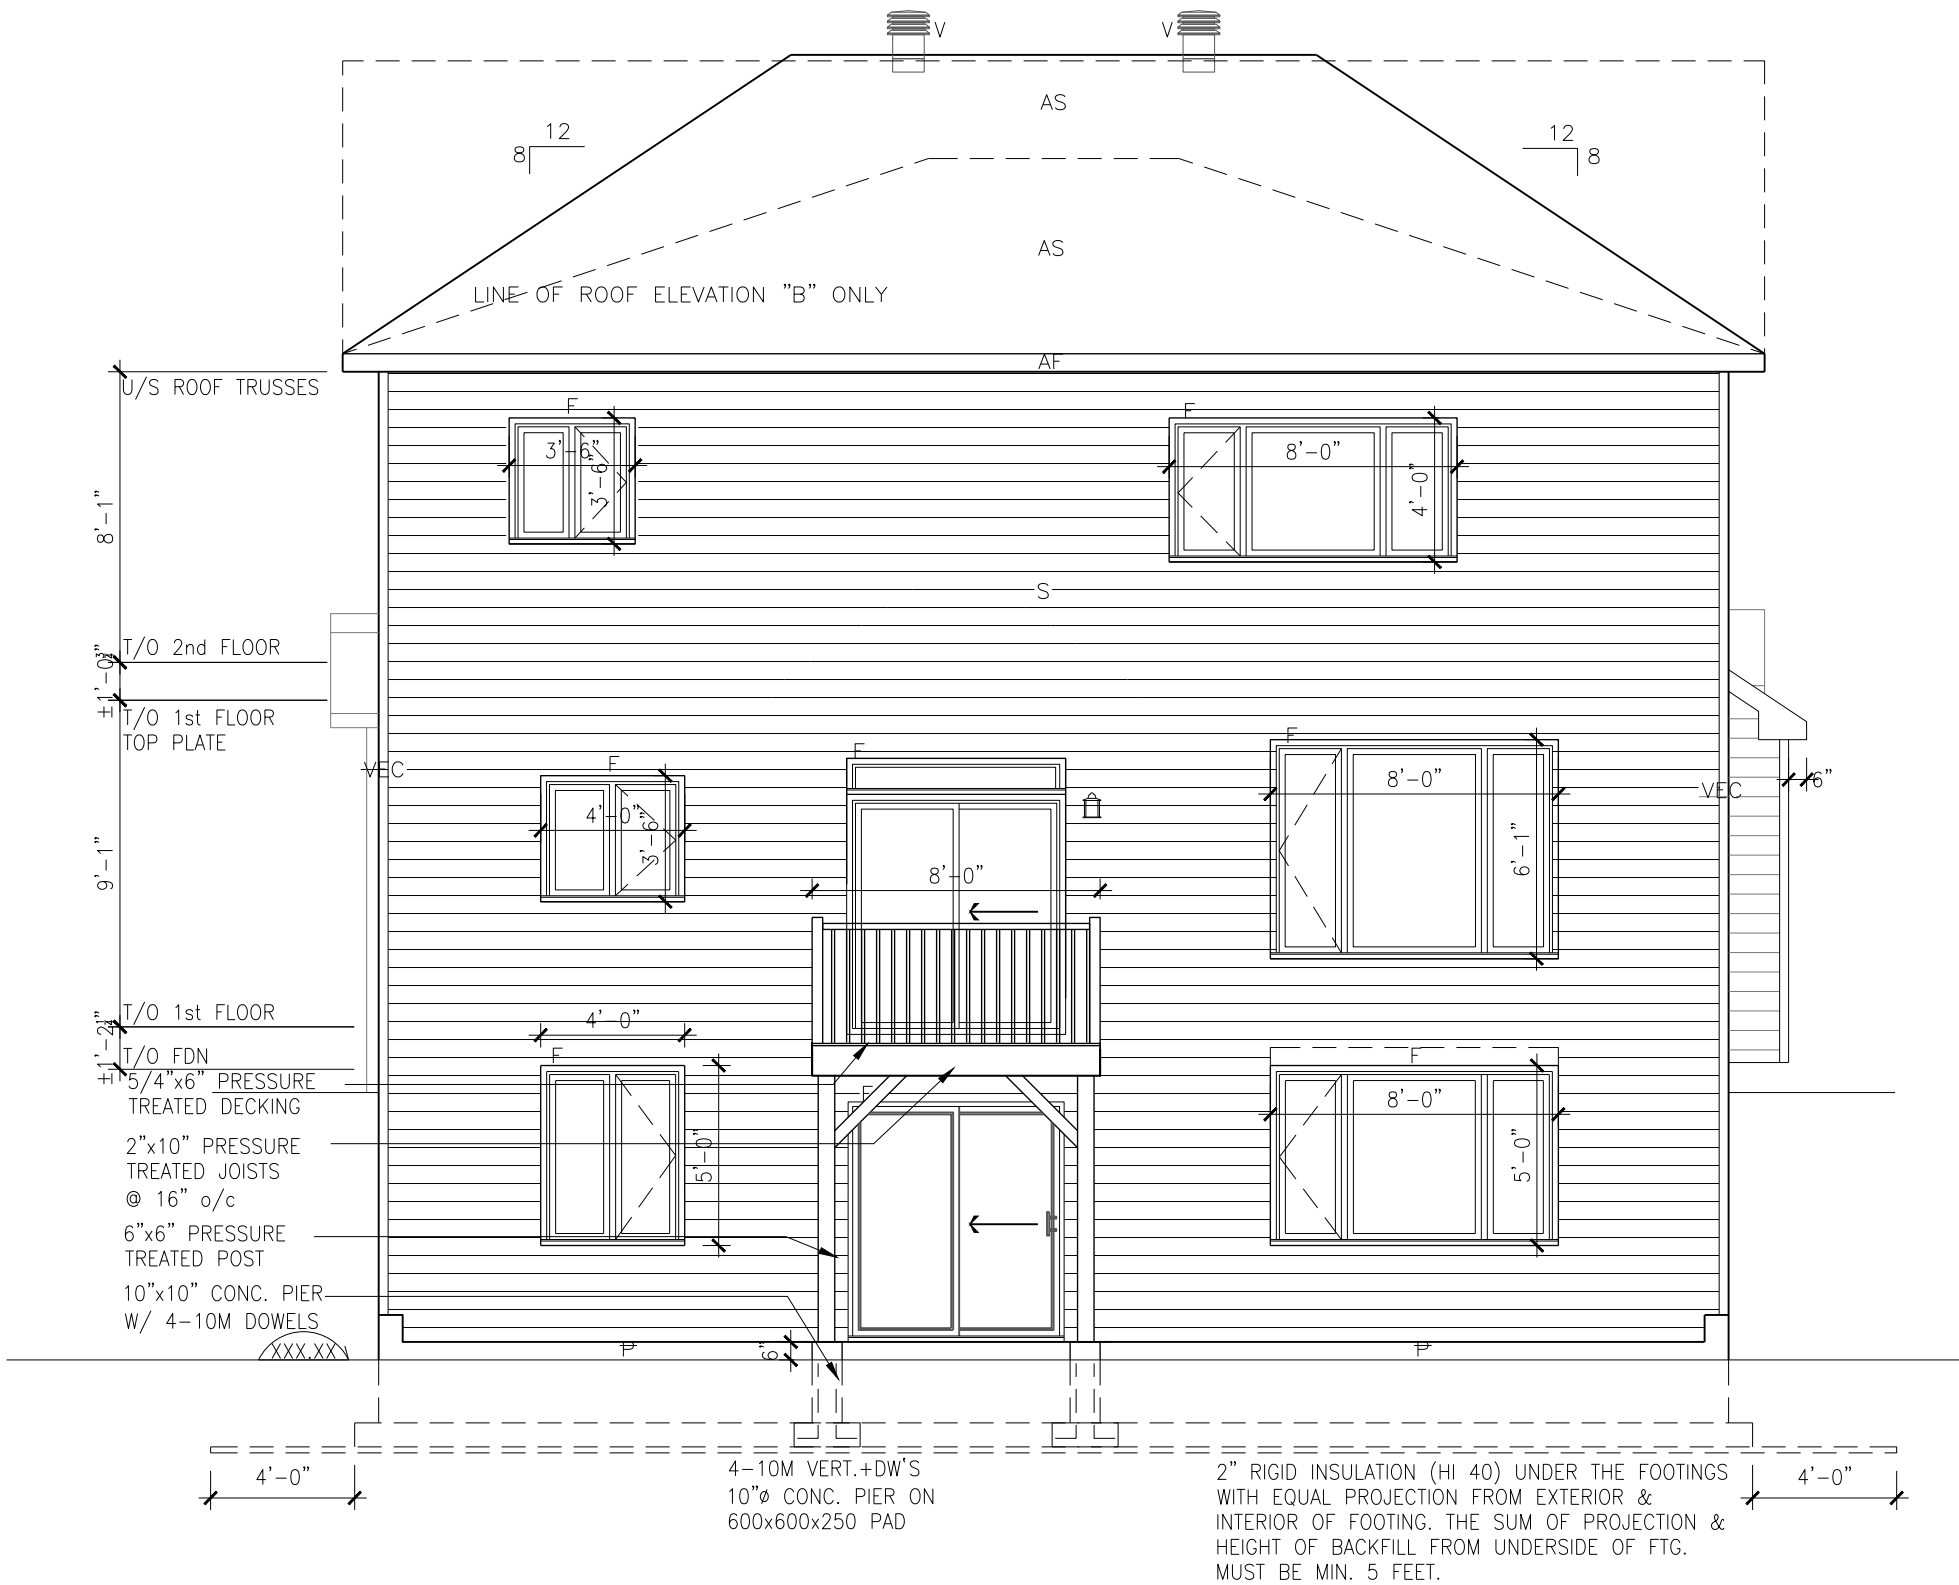 V
V
AS
12
8
12
8
AS
LINE OF ROOF ELEVATION "B" ONLY
AF
U/S ROOF TRUSSES
F
3'-6"
3'-6"
F
8'-0"
4'-0"
8'-1"
S
T/O 2nd FLOOR
±1'-0¾"
T/O 1st FLOOR
TOP PLATE
VEC
F
4'-0"
3'-6"
F
F
8'-0"
6'-1"
VEC
6"
9'-1"
8'-0"
T/O 1st FLOOR
±1'-2½"
4'-0"
T/O FDN
F
F
5/4"x6" PRESSURE
TREATED DECKING
F
8'-0"
2"x10" PRESSURE
TREATED JOISTS
@ 16" o/c
5'-0"
5'-0"
6"x6" PRESSURE
TREATED POST
10"x10" CONC. PIER
W/ 4-10M DOWELS
XXX.XX
P
6"
P
4'-0"
4-10M VERT.+DW'S
10"ø CONC. PIER ON
600x600x250 PAD
2" RIGID INSULATION (HI 40) UNDER THE FOOTINGS
WITH EQUAL PROJECTION FROM EXTERIOR &
INTERIOR OF FOOTING. THE SUM OF PROJECTION &
HEIGHT OF BACKFILL FROM UNDERSIDE OF FTG.
MUST BE MIN. 5 FEET.
4'-0"